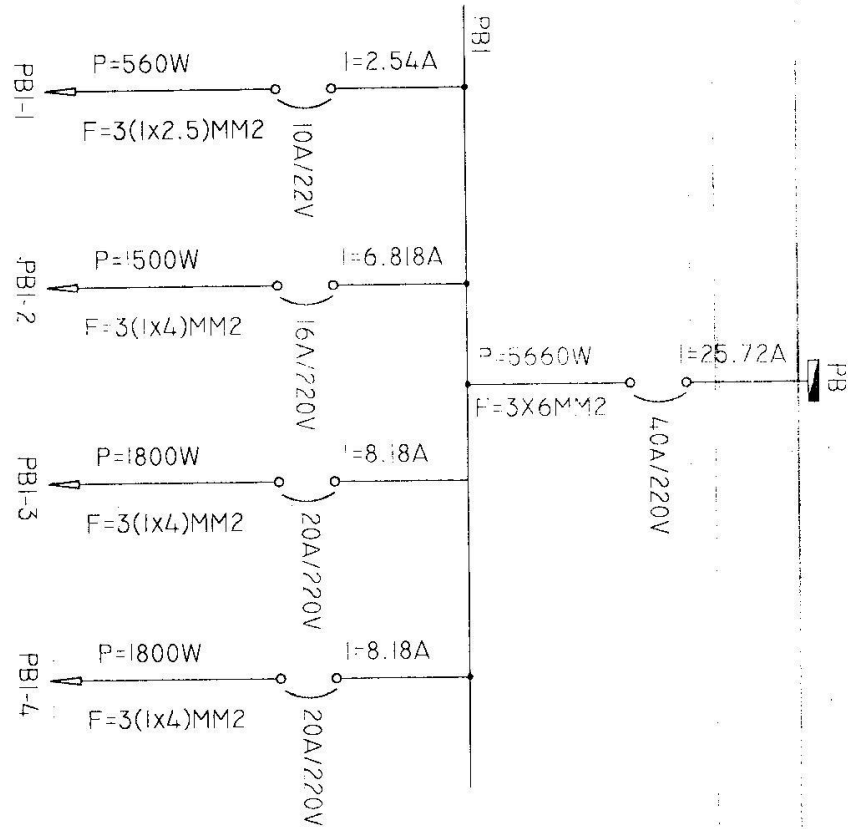 PB1
P=560W
I=2.54A
PB1-1
F=3(1x2.5)MM2
10A/22V
P=1500W
I=6.818A
PB1-2
F=3(1x4)MM2
16A/220V
P=5660W
I=25.72A
PB
F=3X6MM2
40A/220V
P=1800W
I=8.18A
PB1-3
F=3(1x4)MM2
20A/220V
P=1800W
I=8.18A
PB1-4
F=3(1x4)MM2
20A/220V